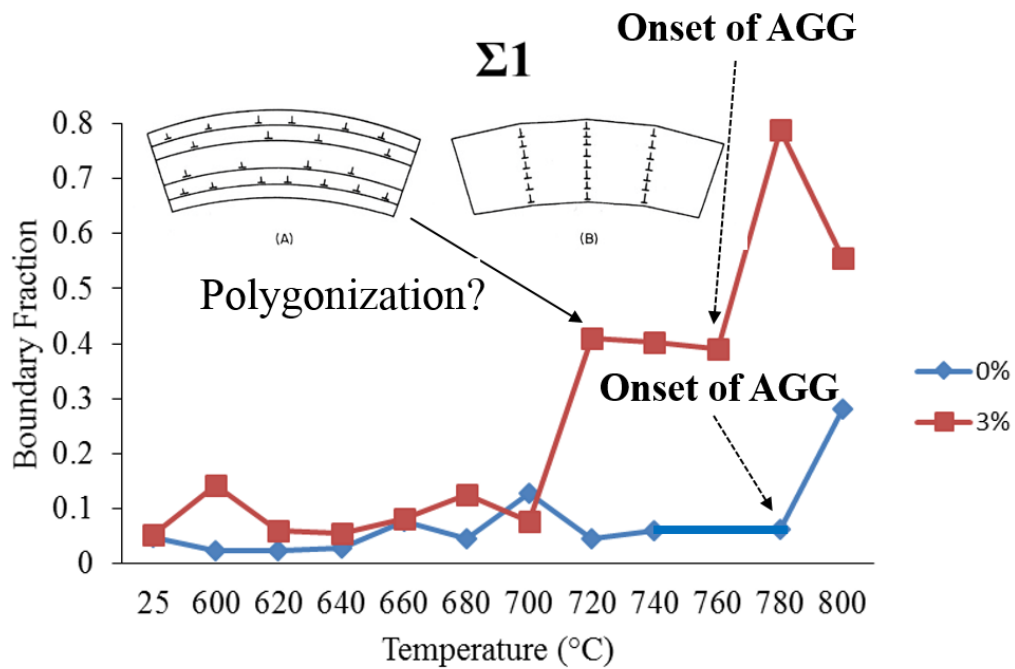 Onset of AGG
Σ1
0.8
0.7
0.6
0.5
0.4
0.3
0.2
0.1
0
Boundary Fraction
(A)
(B)
Polygonization?
Onset of AGG
0%
3%
25 600 620 640 660 680 700 720 740 760 780 800
Temperature (°C)